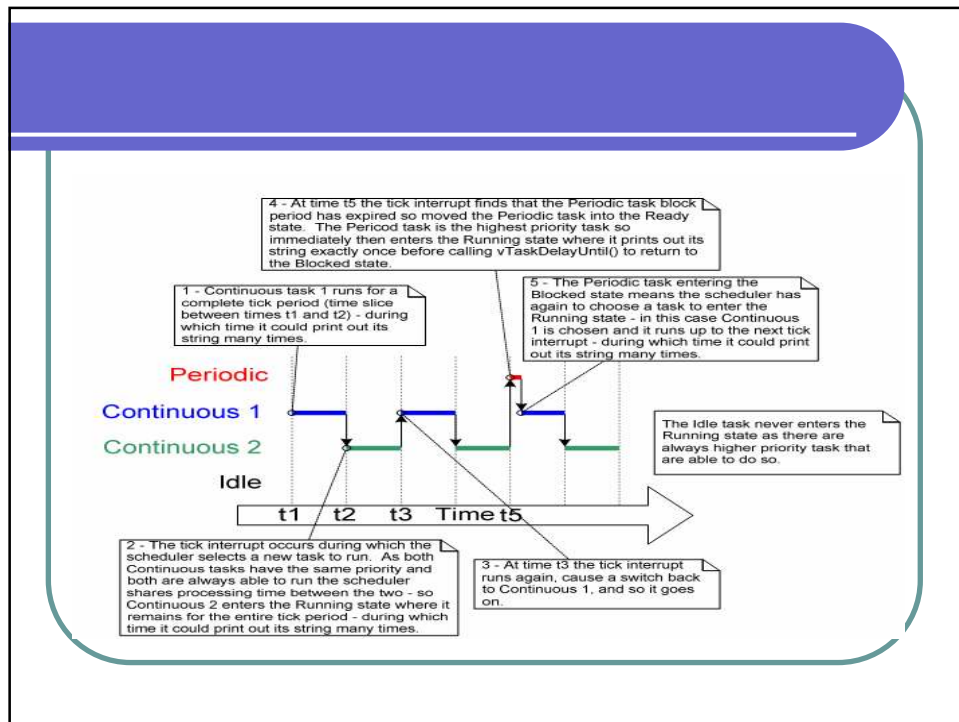 4 - At time t5 the tick interrupt finds that the Periodic task block
period has expired so moved the Periodic task into the Ready
state. The Pericod task is the highest priority task so
immediately then enters the Running state where it prints out its
string exactly once before calling vTaskDelayUntil() to return to
the Blocked state.
1 - Continuous task 1 runs for a
complete tick period (time slice
between times t1 and t2) - during
which time it could print out its
string many times.
5 - The Periodic task entering the
Blocked state means the scheduler has
again to choose a task to enter the
Running state - in this case Continuous
1 is chosen and it runs up to the next tick
interrupt - during which time it could print
out its string many times.
Periodic
Continuous 1
Continuous 2
Idle
The Idle task never enters the
Running state as there are
always higher priority task that
are able to do so.
t1 t2 t3 Time t5
2 - The tick interrupt occurs during which the
scheduler selects a new task to run. As both
Continuous tasks have the same priority and
both are always able to run the scheduler
shares processing time between the two - so
Continuous 2 enters the Running state where it
remains for the entire tick period - during which
time it could print out its string many times.
3 - At time t3 the tick interrupt
runs again, cause a switch back
to Continuous 1, and so it goes
on.